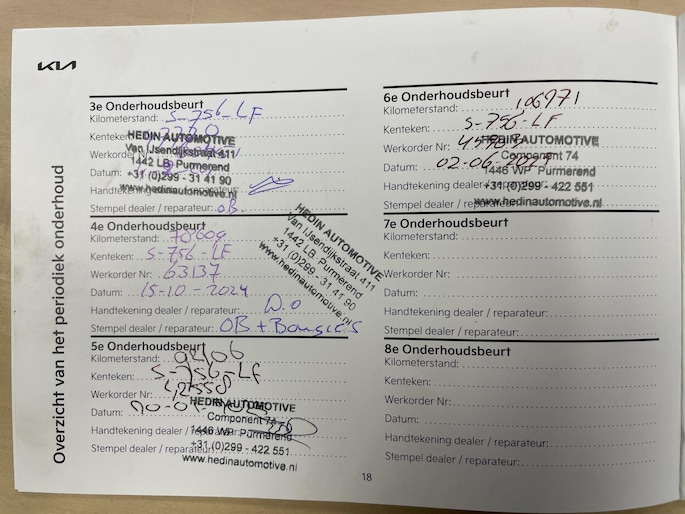 KIA
Overzicht van het periodiek onderhoud
3e Onderhoudsbeurt
Kilometerstand: S-756-LF
Kenteken:
Werkorder
Datum:
Handtekening dealer / reparateur:
Stempel dealer / reparateur: OB.
HEDIN AUTOMOTIVE
Van IJsendijkstraat 411
1442 LB Purmerend
+31 (0)299 - 31 41 90
www.hedinautomotive.nl
4e Onderhoudsbeurt
Kilometerstand: 70609
Kenteken: S-756-LF
Werkorder Nr: 63137
Datum: 15-10-2024
Handtekening dealer / reparateur: D.O
Stempel dealer / reparateur: OB +
HEDIN AUTOMOTIVE
Van IJsendijkstraat 411
1442 LB Purmerend
+31 (0)299 - 31 41 90
www.hedinautomotive.nl
5e Onderhoudsbeurt
Kilometerstand:
Kenteken: S-756-LF
Werkorder Nr:
Datum:
Handtekening dealer / reparateur:
Stempel dealer / reparateur:
HEDIN AUTOMOTIVE
Component 74
1446 WP Purmerend
+31 (0)299 - 422 551
www.hedinautomotive.nl
6e Onderhoudsbeurt
Kilometerstand: 106971
Kenteken: S-756-LF
Werkorder Nr:
Datum: 02-06-
Handtekening dealer / reparateur:
Stempel dealer / reparateur:
HEDIN AUTOMOTIVE
Component 74
1446 WP Purmerend
+31 (0)299 - 422 551
www.hedinautomotive.nl
7e Onderhoudsbeurt
Kilometerstand:
Kenteken:
Werkorder Nr:
Datum:
Handtekening dealer / reparateur:
Stempel dealer / reparateur:
8e Onderhoudsbeurt
Kilometerstand:
Kenteken:
Werkorder Nr:
Datum:
Handtekening dealer / reparateur:
Stempel dealer / reparateur:
18